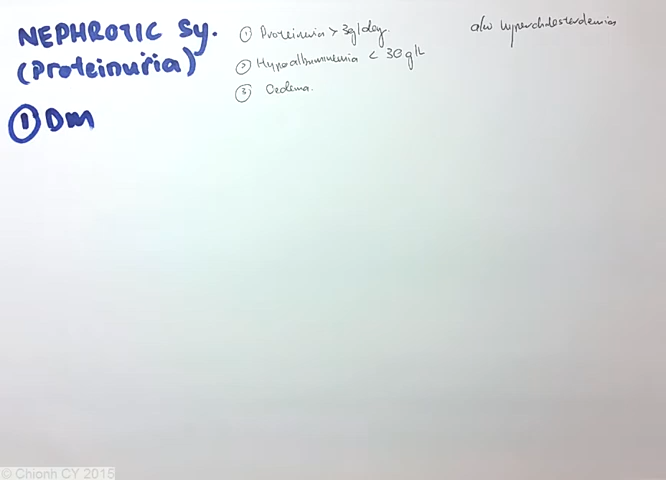 NEPHROTIC Sy.
(Proteinuria)
① Proteinuria > 3g/day.
② Hypoalbuminemia < 30 g/L
③ Oedema.
a/w hypercholesterolemia
① DM
© Chionh CY 2015